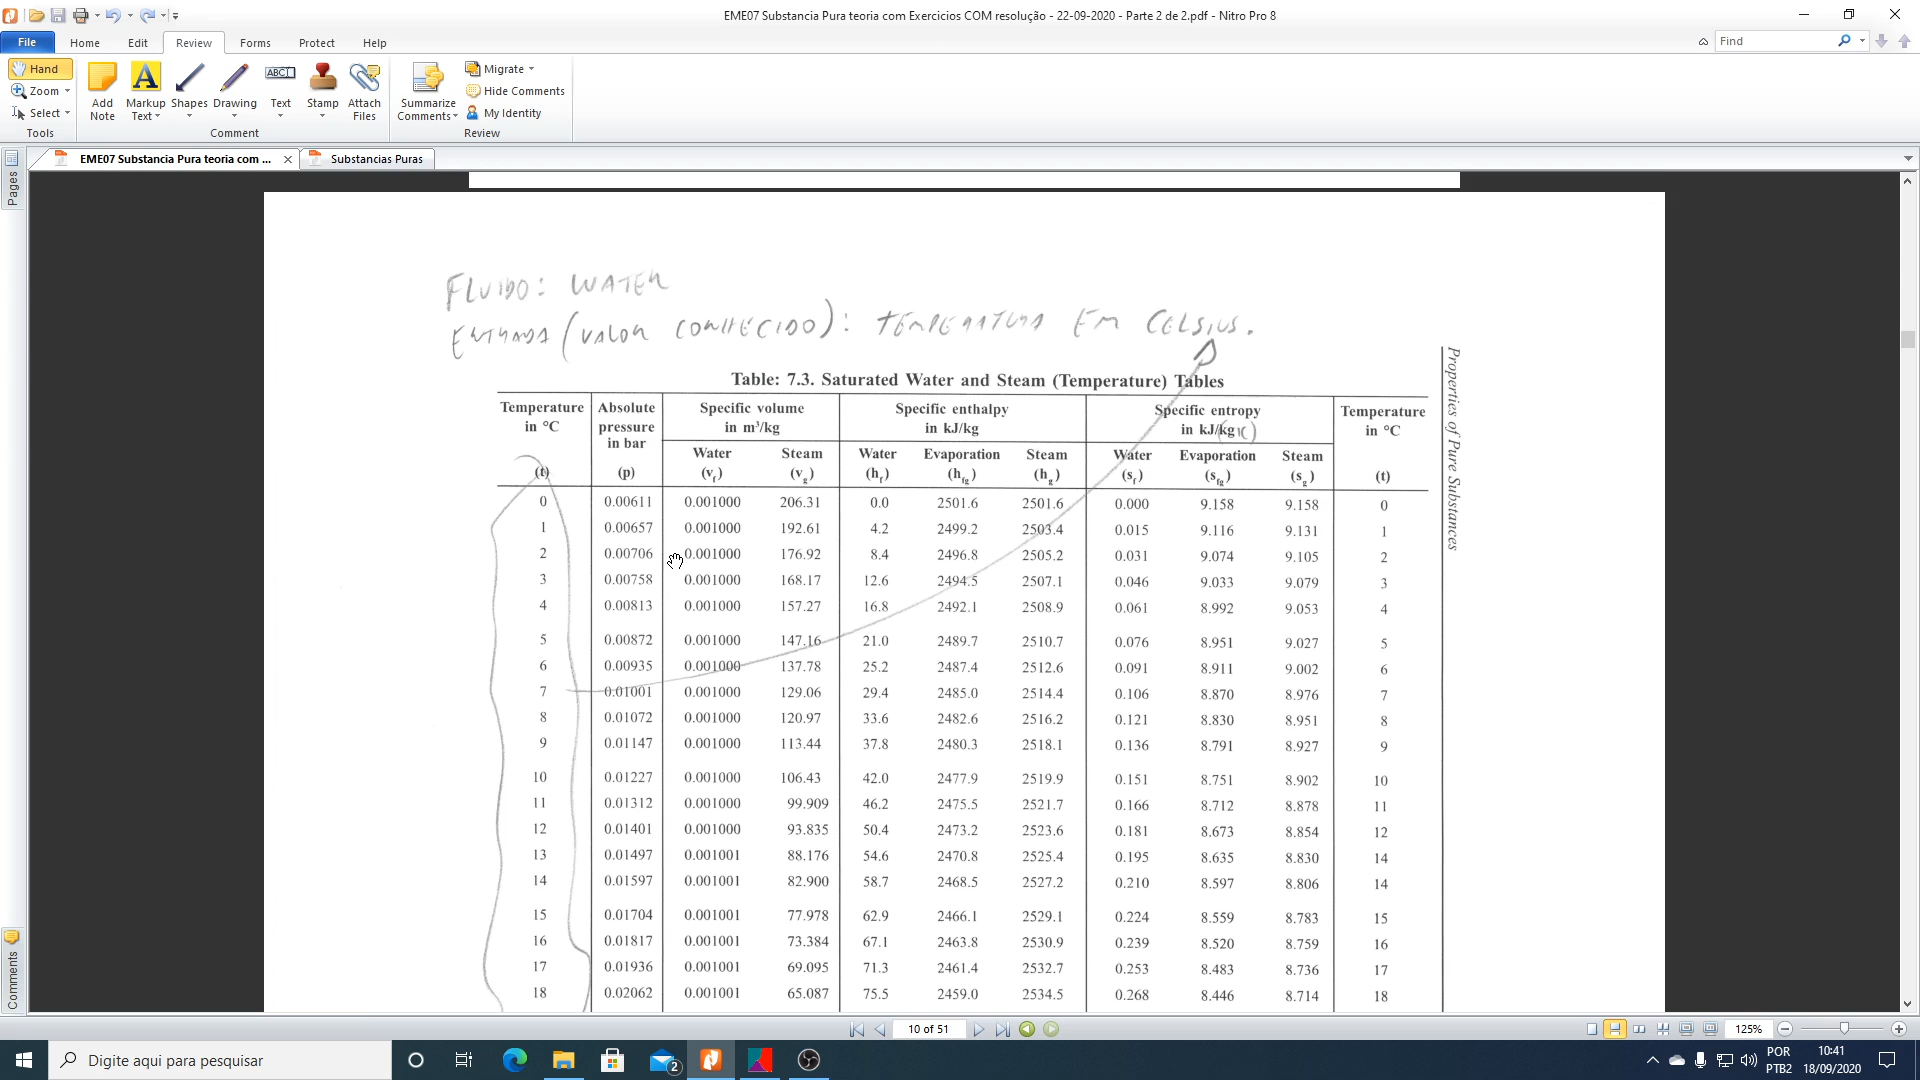 EME07 Substancia Pura teoria com Exercicios COM resolução - 22-09-2020 - Parte 2 de 2.pdf - Nitro Pro 8
File Home Edit Review Forms Protect Help Find
Hand Zoom Select Tools
Add Note Markup Text Shapes Drawing Text Stamp Attach Files Comment
Summarize Comments Migrate Hide Comments My Identity Review
EME07 Substancia Pura teoria com ... Substancias Puras
Pages
Comments
FLUIDO: WATER
ENTRADA (VALOR CONHECIDO): TEMPERATURA EM CELSIUS.
Properties of Pure Substances
Table: 7.3. Saturated Water and Steam (Temperature) Tables
Temperature in °C (t) Absolute pressure in bar (p) Specific volume in m³/kg Specific enthalpy in kJ/kg Specific entropy in kJ/kg K) Temperature in °C (t)
Water (vf) Steam (vg) Water (hf) Evaporation (hfg) Steam (hg) Water (sf) Evaporation (sfg) Steam (sg)
0 0.00611 0.001000 206.31 0.0 2501.6 2501.6 0.000 9.158 9.158 0
1 0.00657 0.001000 192.61 4.2 2499.2 2503.4 0.015 9.116 9.131 1
2 0.00706 0.001000 176.92 8.4 2496.8 2505.2 0.031 9.074 9.105 2
3 0.00758 0.001000 168.17 12.6 2494.5 2507.1 0.046 9.033 9.079 3
4 0.00813 0.001000 157.27 16.8 2492.1 2508.9 0.061 8.992 9.053 4
5 0.00872 0.001000 147.16 21.0 2489.7 2510.7 0.076 8.951 9.027 5
6 0.00935 0.001000 137.78 25.2 2487.4 2512.6 0.091 8.911 9.002 6
7 0.01001 0.001000 129.06 29.4 2485.0 2514.4 0.106 8.870 8.976 7
8 0.01072 0.001000 120.97 33.6 2482.6 2516.2 0.121 8.830 8.951 8
9 0.01147 0.001000 113.44 37.8 2480.3 2518.1 0.136 8.791 8.927 9
10 0.01227 0.001000 106.43 42.0 2477.9 2519.9 0.151 8.751 8.902 10
11 0.01312 0.001000 99.909 46.2 2475.5 2521.7 0.166 8.712 8.878 11
12 0.01401 0.001000 93.835 50.4 2473.2 2523.6 0.181 8.673 8.854 12
13 0.01497 0.001001 88.176 54.6 2470.8 2525.4 0.195 8.635 8.830 14
14 0.01597 0.001001 82.900 58.7 2468.5 2527.2 0.210 8.597 8.806 14
15 0.01704 0.001001 77.978 62.9 2466.1 2529.1 0.224 8.559 8.783 15
16 0.01817 0.001001 73.384 67.1 2463.8 2530.9 0.239 8.520 8.759 16
17 0.01936 0.001001 69.095 71.3 2461.4 2532.7 0.253 8.483 8.736 17
18 0.02062 0.001001 65.087 75.5 2459.0 2534.5 0.268 8.446 8.714 18
10 of 51 125%
Digite aqui para pesquisar 2 POR PTB2 10:41 18/09/2020